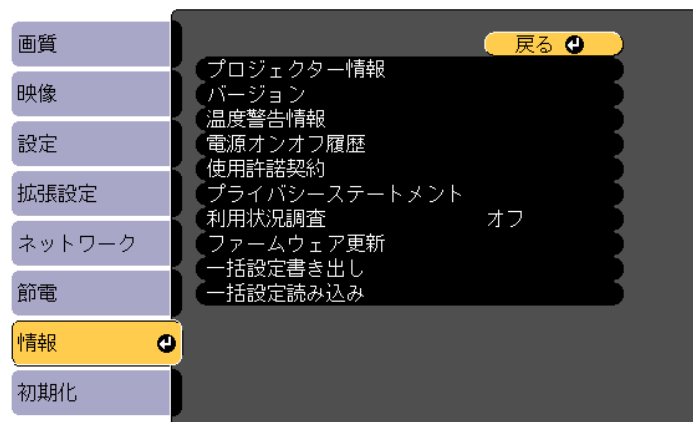 画質
映像
設定
拡張設定
ネットワーク
節電
情報
初期化
戻る
プロジェクター情報
バージョン
温度警告情報
電源オンオフ履歴
使用許諾契約
プライバシーステートメント
利用状況調査 オフ
ファームウェア更新
一括設定書き出し
一括設定読み込み